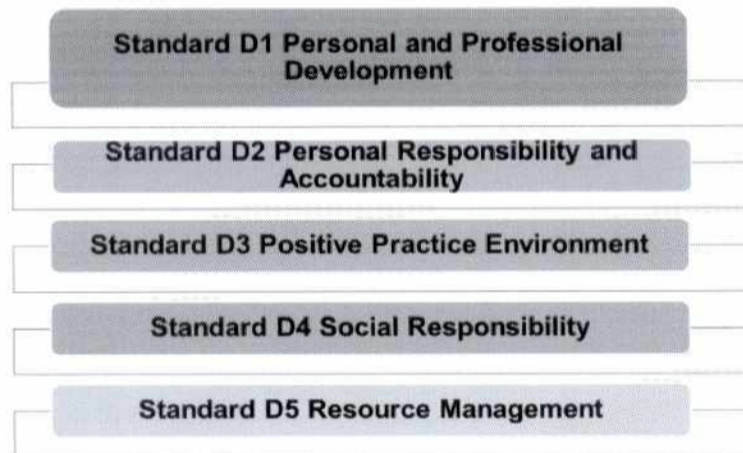 Standard D1 Personal and Professional
Development
Standard D2 Personal Responsibility and
Accountability
Standard D3 Positive Practice Environment
Standard D4 Social Responsibility
Standard D5 Resource Management